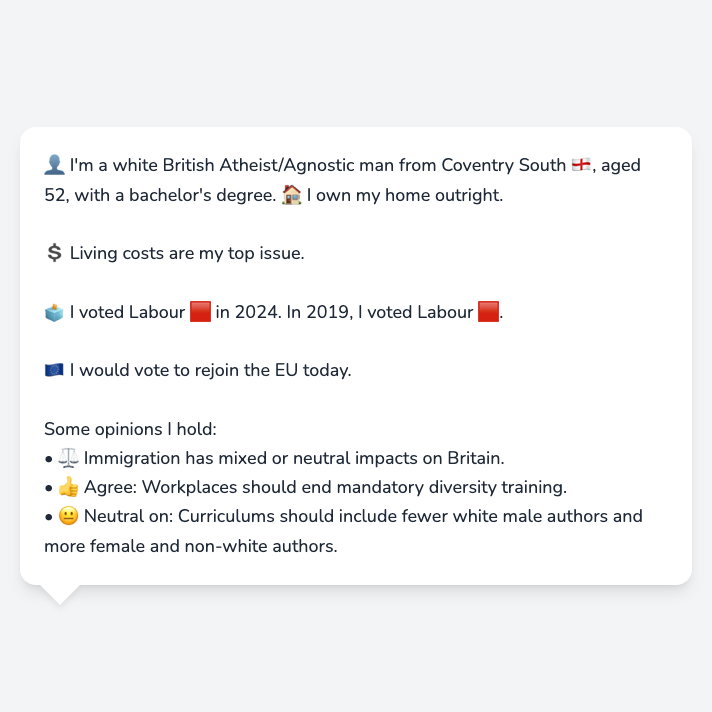 👤 I'm a white British Atheist/Agnostic man from Coventry South 🏴󠁧󠁢󠁥󠁮󠁧󠁿, aged
52, with a bachelor's degree. 🏠 I own my home outright.
💲 Living costs are my top issue.
🗳️ I voted Labour 🟥 in 2024. In 2019, I voted Labour 🟥.
🇪🇺 I would vote to rejoin the EU today.
Some opinions I hold:
• ⚖️ Immigration has mixed or neutral impacts on Britain.
• 👍 Agree: Workplaces should end mandatory diversity training.
• 😐 Neutral on: Curriculums should include fewer white male authors and
more female and non-white authors.